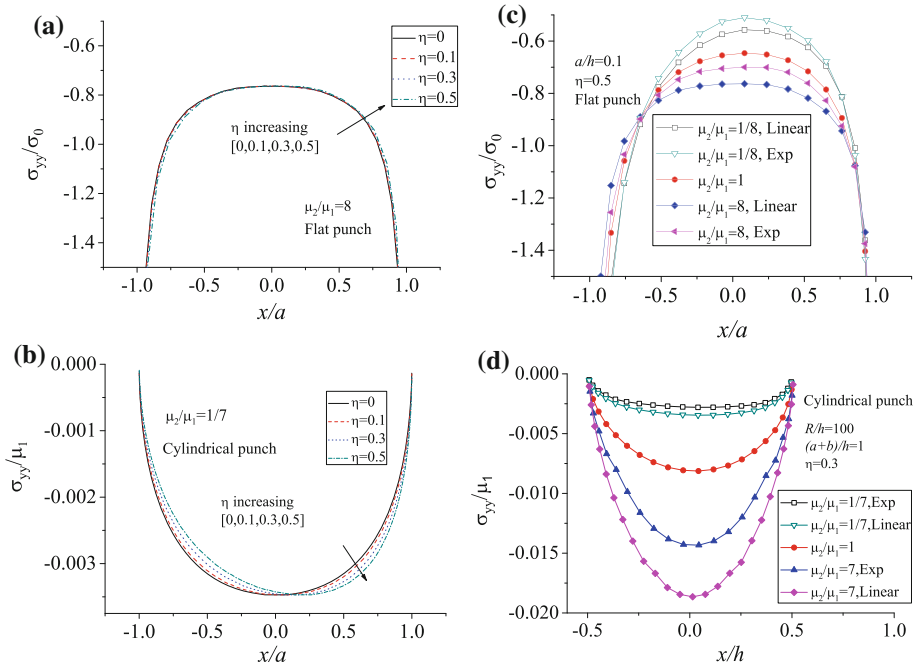 (a)
σyy/σ0
-0.6
-0.8
-1.0
-1.2
-1.4
η=0
η=0.1
η=0.3
η=0.5
η increasing
[0,0.1,0.3,0.5]
μ2/μ1=8
Flat punch
-1.0
-0.5
0.0
0.5
1.0
x/a
(c)
σyy/σ0
-0.6
-0.8
-1.0
-1.2
-1.4
a/h=0.1
η=0.5
Flat punch
μ2/μ1=1/8, Linear
μ2/μ1=1/8, Exp
μ2/μ1=1
μ2/μ1=8, Linear
μ2/μ1=8, Exp
-1.0
-0.5
0.0
0.5
1.0
x/a
(b)
σyy/μ1
0.000
-0.001
-0.002
-0.003
μ2/μ1=1/7
Cylindrical punch
η=0
η=0.1
η=0.3
η=0.5
η increasing
[0,0.1,0.3,0.5]
-1.0
-0.5
0.0
0.5
1.0
x/a
(d)
σyy/μ1
0.000
-0.005
-0.010
-0.015
-0.020
Cylindrical punch
R/h=100
(a+b)/h=1
η=0.3
μ2/μ1=1/7,Exp
μ2/μ1=1/7,Linear
μ2/μ1=1
μ2/μ1=7,Exp
μ2/μ1=7,Linear
-0.5
0.0
0.5
1.0
x/h